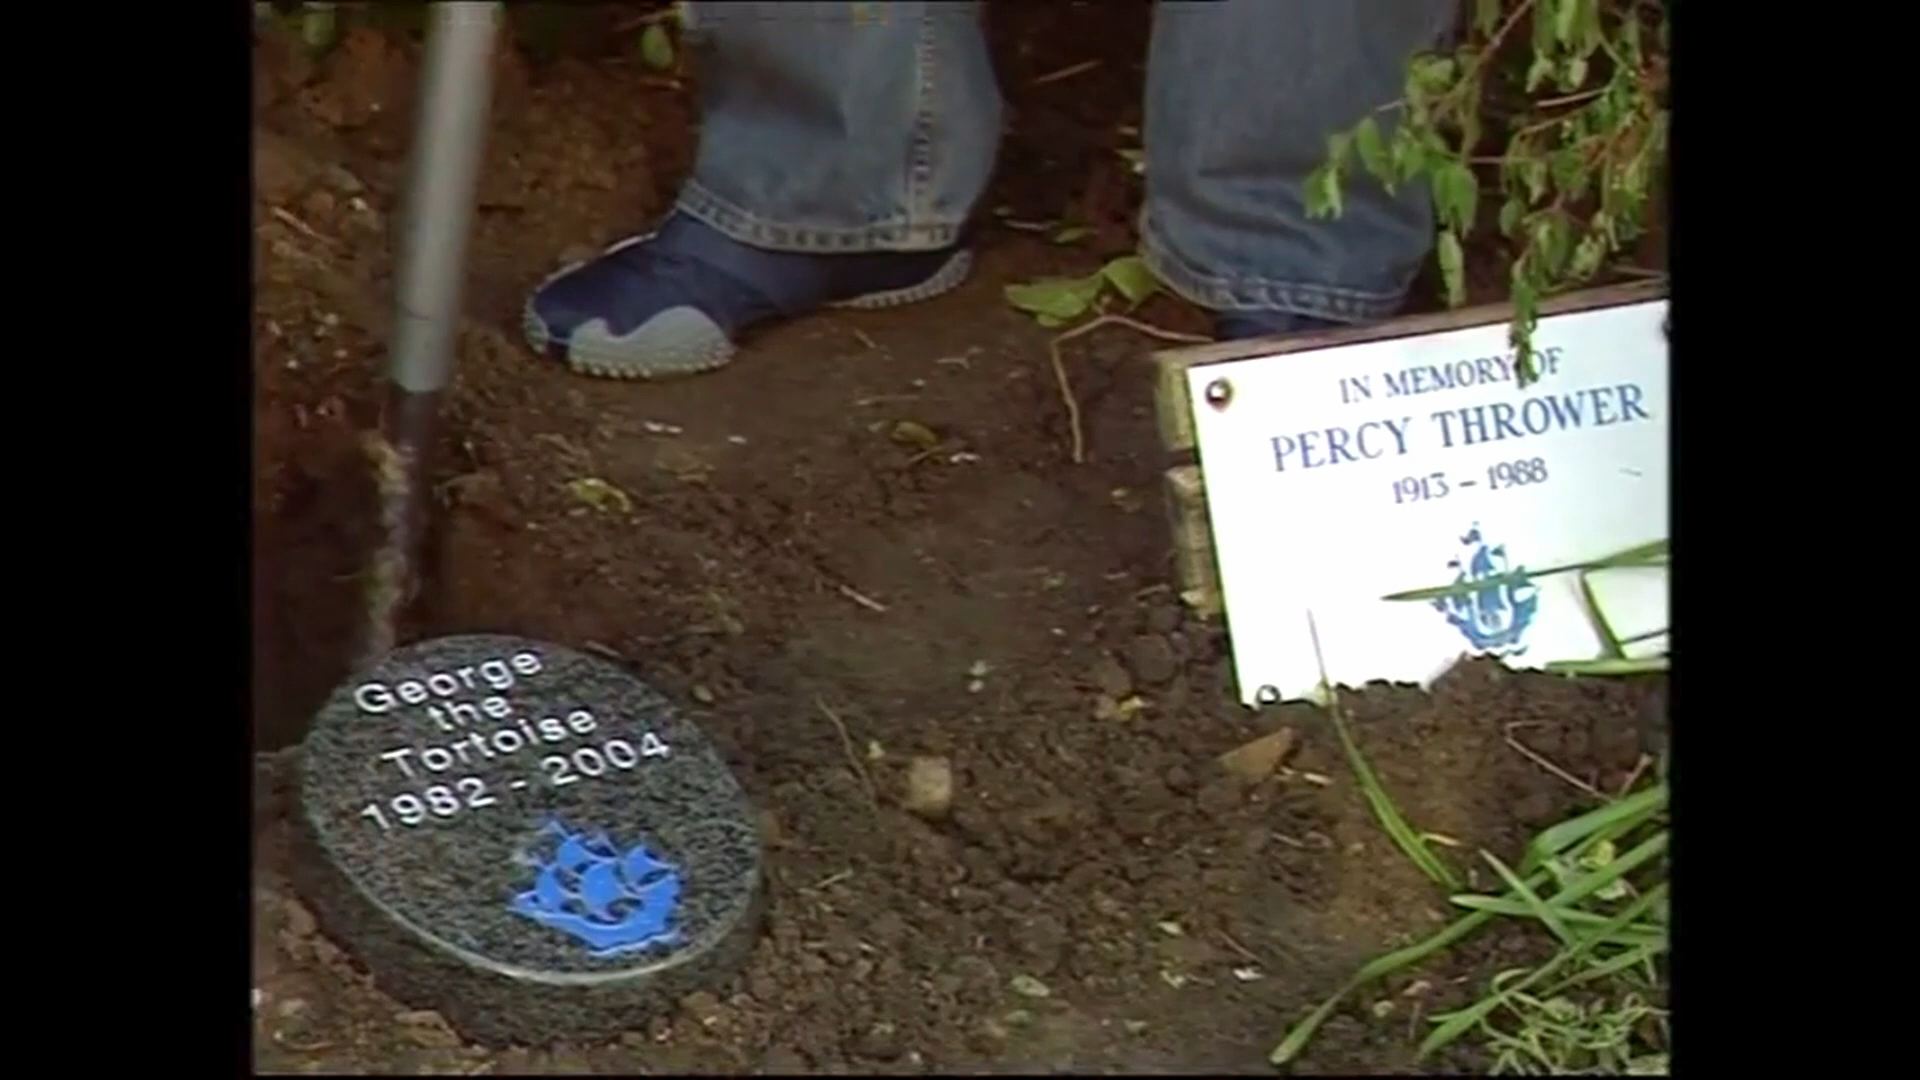 George
the
Tortoise
1982 - 2004
IN MEMORY OF
PERCY THROWER
1913 - 1988